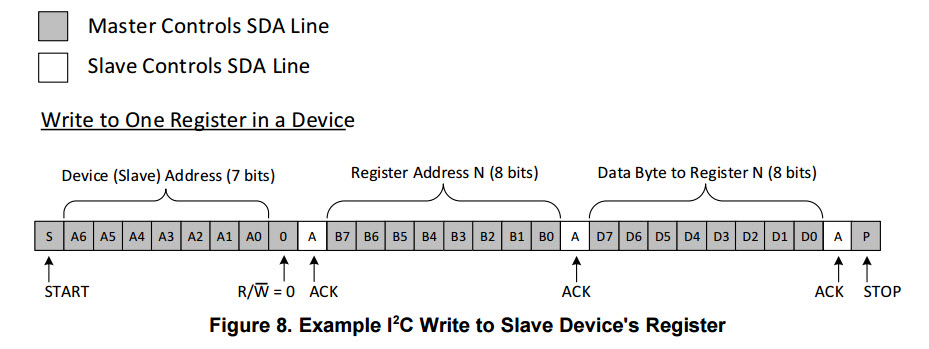 Master Controls SDA Line
Slave Controls SDA Line
Write to One Register in a Device
Device (Slave) Address (7 bits) Register Address N (8 bits) Data Byte to Register N (8 bits)
S A6 A5 A4 A3 A2 A1 A0 0 A B7 B6 B5 B4 B3 B2 B1 B0 A D7 D6 D5 D4 D3 D2 D1 D0 A P
START R/W̅ = 0 ACK ACK ACK STOP
Figure 8. Example I²C Write to Slave Device's Register